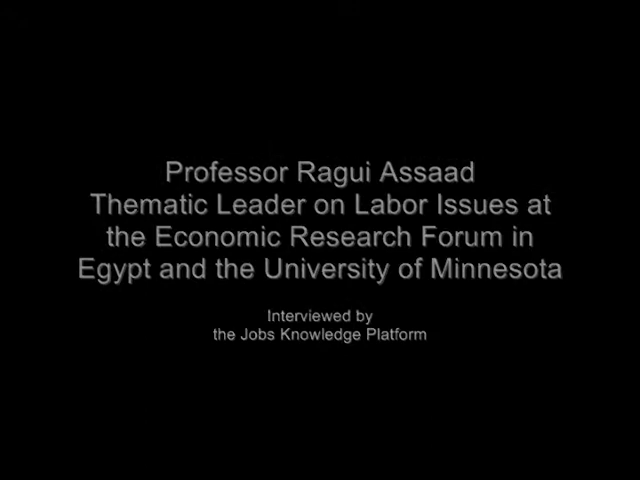 Professor Ragui Assaad
Thematic Leader on Labor Issues at
the Economic Research Forum in
Egypt and the University of Minnesota
Interviewed by
the Jobs Knowledge Platform